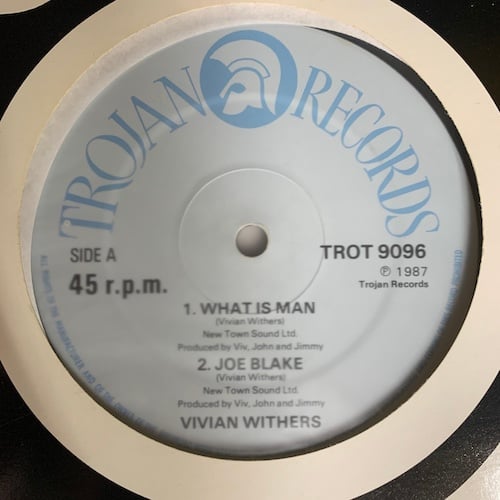 TROJAN RECORDS
SIDE A
45 r.p.m.
TROT 9096
℗ 1987
Trojan Records
1. WHAT IS MAN
(Vivian Withers)
New Town Sound Ltd.
Produced by Viv, John and Jimmy
2. JOE BLAKE
(Vivian Withers)
New Town Sound Ltd.
Produced by Viv, John and Jimmy
VIVIAN WITHERS